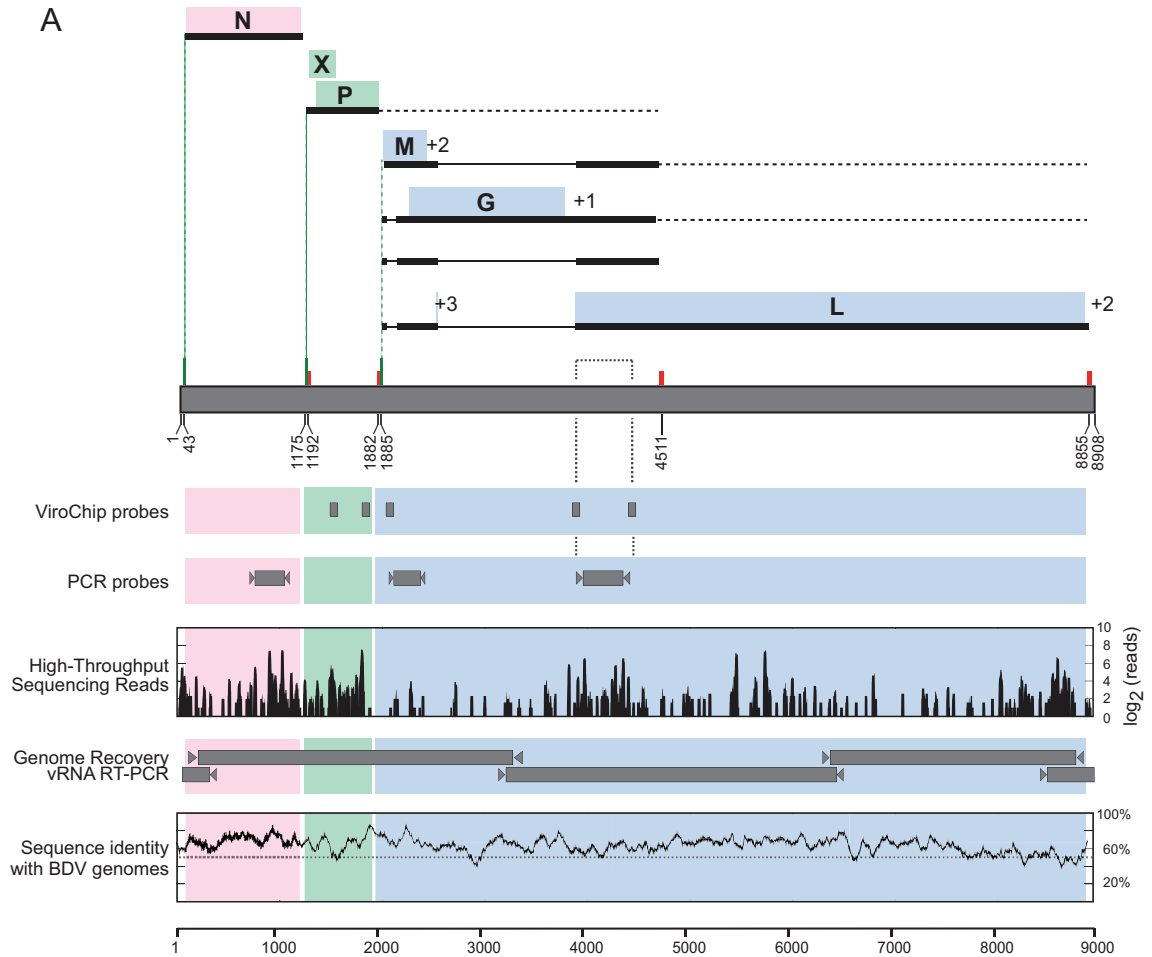 A
N
X
P
M +2
G +1
+3 L +2
1 43 1175 1192 1882 1885 4511 8855 8908
ViroChip probes
PCR probes
High-Throughput
Sequencing Reads
10
8
6
4
2
0
log2 (reads)
Genome Recovery
vRNA RT-PCR
Sequence identity
with BDV genomes
100%
60%
20%
1 1000 2000 3000 4000 5000 6000 7000 8000 9000